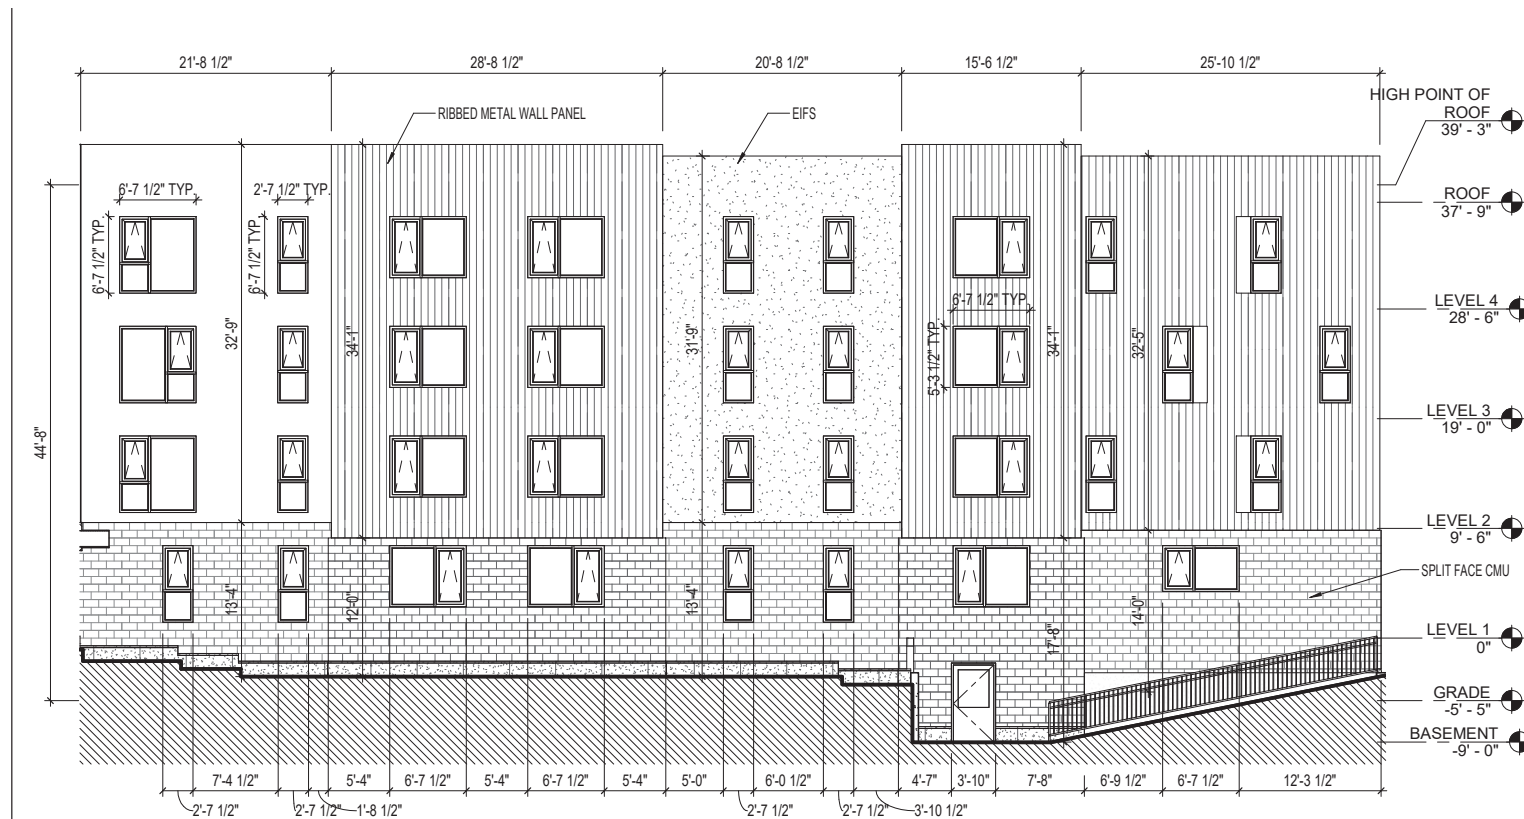 21'-8 1/2" 28'-8 1/2" 20'-8 1/2" 15'-6 1/2" 25'-10 1/2"
HIGH POINT OF
ROOF
39' - 3"
RIBBED METAL WALL PANEL
EIFS
6'-7 1/2" TYP.
2'-7 1/2" TYP.
ROOF
37' - 9"
6'-7 1/2" TYP.
6'-7 1/2" TYP.
6'-7 1/2" TYP.
LEVEL 4
28' - 6"
32'-9"
34'-1"
31'-9"
5'-3 1/2" TYP.
34'-1"
32'-5"
LEVEL 3
19' - 0"
44'-8"
LEVEL 2
9' - 6"
SPLIT FACE CMU
13'-4"
12'-0"
13'-4"
17'-8"
14'-0"
LEVEL 1
0"
GRADE
-5' - 5"
BASEMENT
-9' - 0"
7'-4 1/2" 5'-4" 6'-7 1/2" 5'-4" 6'-7 1/2" 5'-4" 5'-0" 6'-0 1/2" 4'-7" 3'-10" 7'-8" 6'-9 1/2" 6'-7 1/2" 12'-3 1/2"
2'-7 1/2" 2'-7 1/2" 1'-8 1/2" 2'-7 1/2" 2'-7 1/2" 3'-10 1/2"